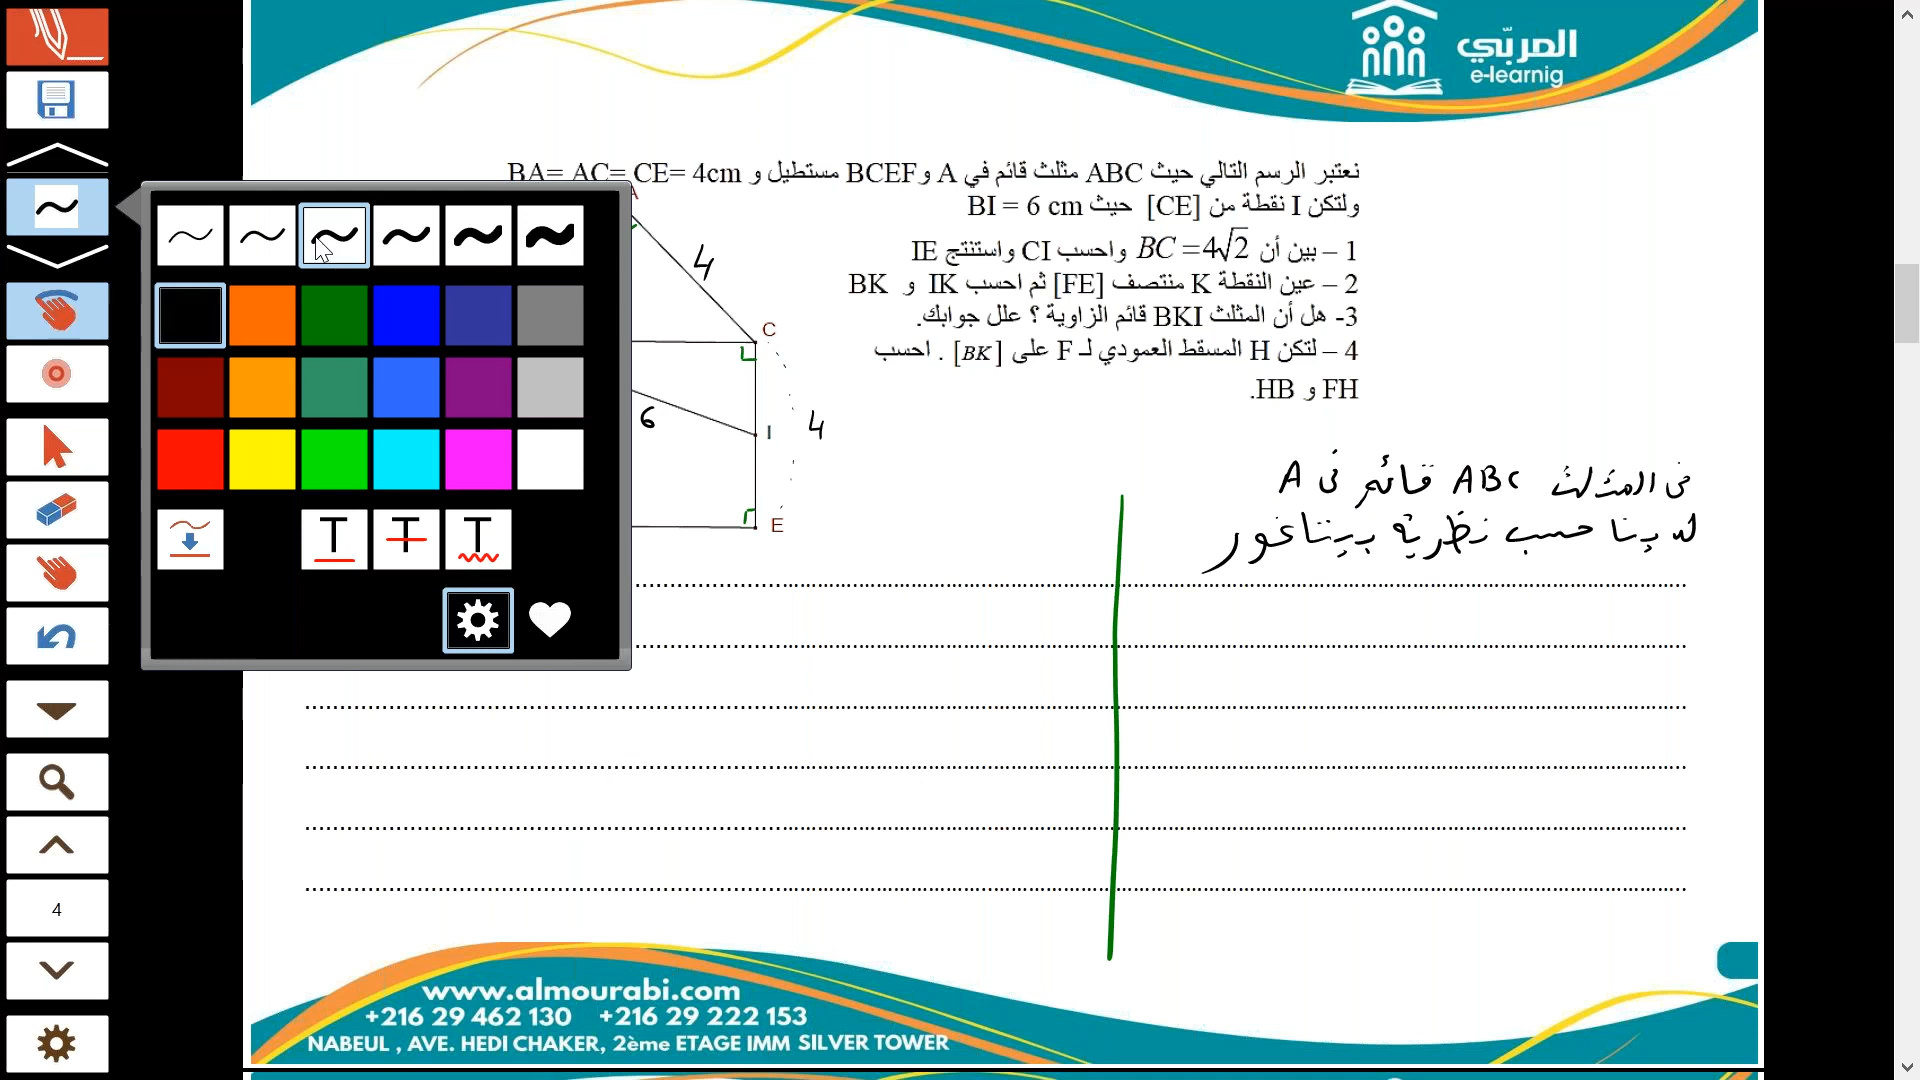 المربّي
e-learnig
نعتبر الرسم التالي حيث ABC مثلث قائم في A وBCEF مستطيل و BA= AC= CE= 4cm
ولتكن I نقطة من [CE] حيث BI = 6 cm
1 – بين أن BC =4√2 واحسب CI واستنتج IE
2 – عين النقطة K منتصف [FE] ثم احسب IK و BK
3- هل أن المثلث BKI قائم الزاوية ؟ علل جوابك.
4 – لتكن H المسقط العمودي لـ F على [BK] . احسب
FH و HB.
A
4
C
6
I
4
E
في المثلث ABC قائم في A
لدينا حسب نظرية بيتاغور
T T T
4
www.almourabi.com
+216 29 462 130 +216 29 222 153
NABEUL , AVE. HEDI CHAKER, 2ème ETAGE IMM SILVER TOWER